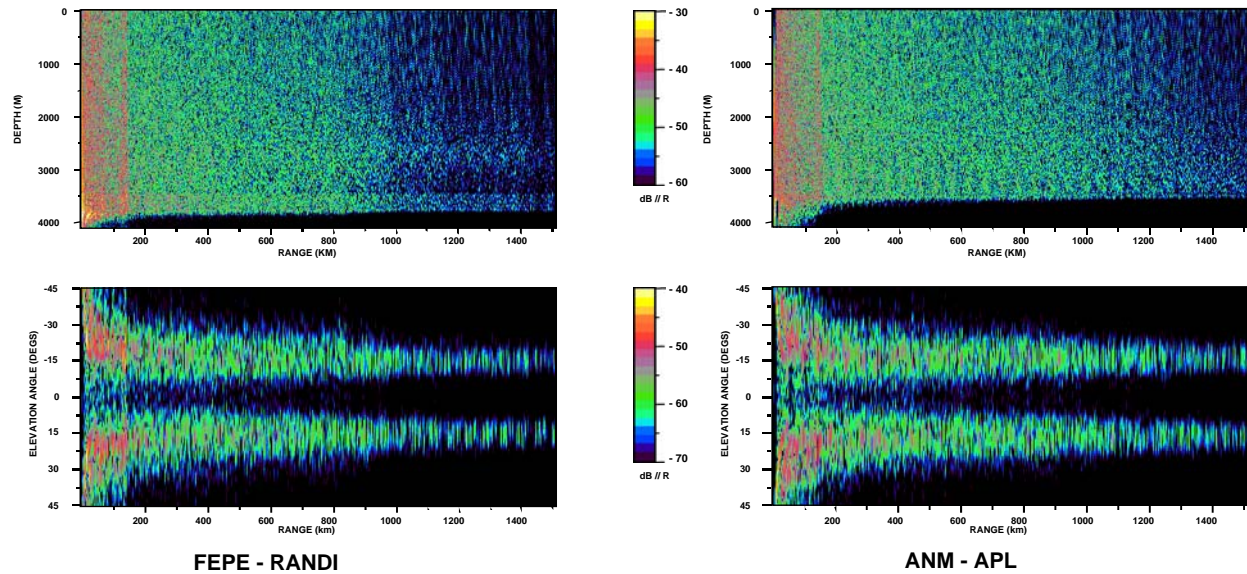 0
1000
2000
3000
4000
DEPTH (M)
200 400 600 800 1000 1200 1400
RANGE (KM)
- 30
- 40
- 50
- 60
dB // R
0
1000
2000
3000
4000
DEPTH (M)
200 400 600 800 1000 1200 1400
RANGE (KM)
-45
-30
-15
0
15
30
45
ELEVATION ANGLE (DEGS)
200 400 600 800 1000 1200 1400
RANGE (km)
- 40
- 50
- 60
- 70
dB // R
-45
-30
-15
0
15
30
45
ELEVATION ANGLE (DEGS)
200 400 600 800 1000 1200 1400
RANGE (km)
FEPE - RANDI
ANM - APL